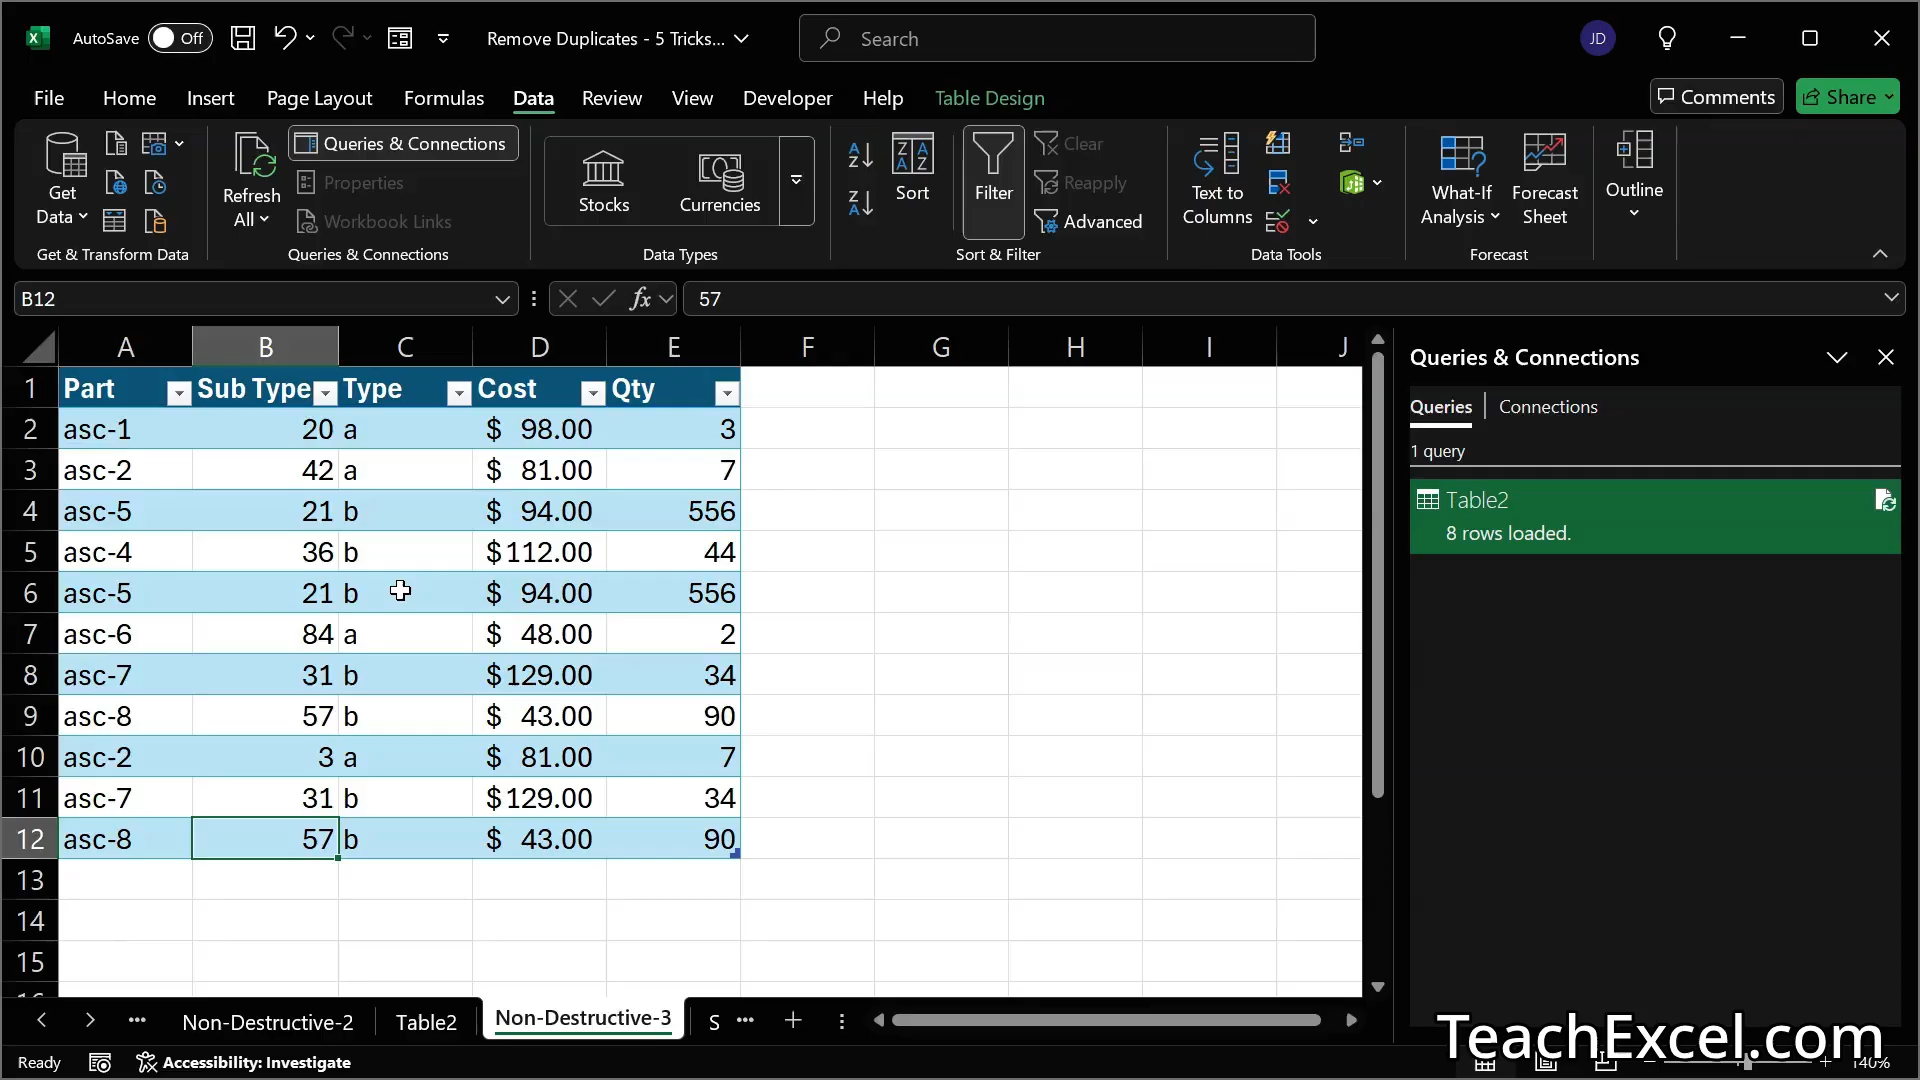 AutoSave Off Remove Duplicates - 5 Tricks... Search JD
File Home Insert Page Layout Formulas Data Review View Developer Help Table Design Comments Share
Get Data
Get & Transform Data
Refresh All
Queries & Connections
Properties
Workbook Links
Queries & Connections
Stocks Currencies
Data Types
Sort
Filter
Clear
Reapply
Advanced
Sort & Filter
Text to Columns
Data Tools
What-If Analysis
Forecast Sheet
Forecast
Outline
B12 fx 57
A B C D E F G H I J
1 Part Sub Type Type Cost Qty
2 asc-1 20 a $ 98.00 3
3 asc-2 42 a $ 81.00 7
4 asc-5 21 b $ 94.00 556
5 asc-4 36 b $112.00 44
6 asc-5 21 b $ 94.00 556
7 asc-6 84 a $ 48.00 2
8 asc-7 31 b $129.00 34
9 asc-8 57 b $ 43.00 90
10 asc-2 3 a $ 81.00 7
11 asc-7 31 b $129.00 34
12 asc-8 57 b $ 43.00 90
13
14
15
Queries & Connections
Queries Connections
1 query
Table2
8 rows loaded.
Non-Destructive-2 Table2 Non-Destructive-3 S
TeachExcel.com
Ready Accessibility: Investigate 140%